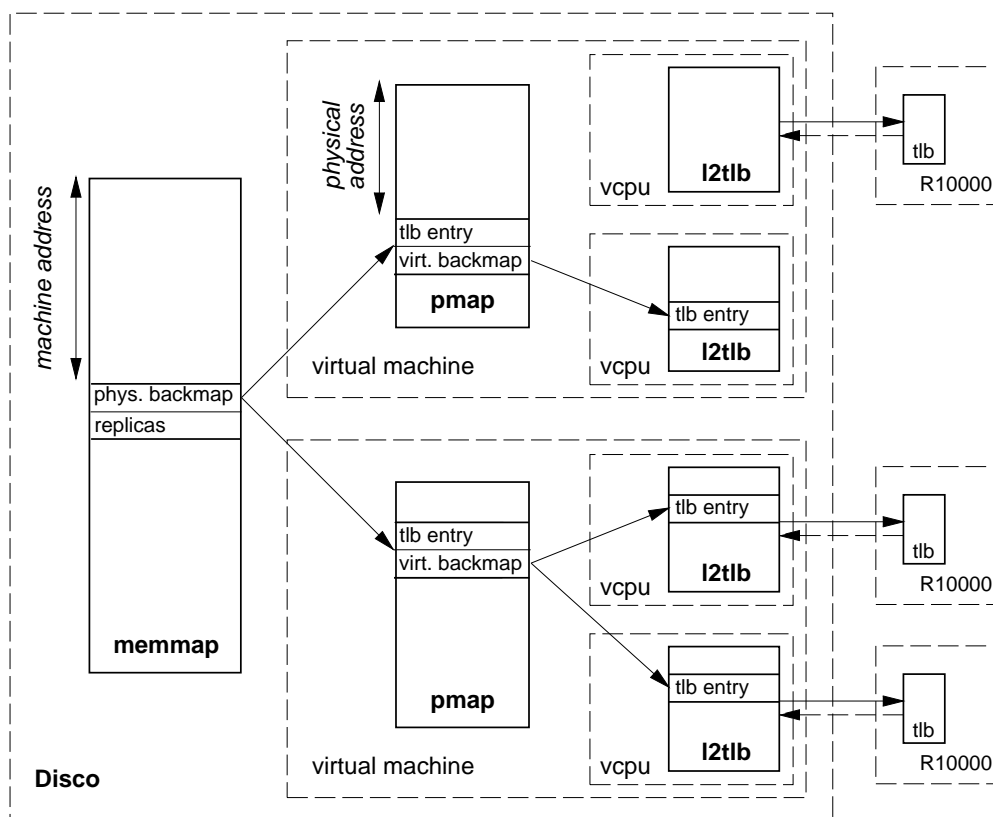 machine address
phys. backmap
replicas
memmap
Disco
physical
address
tlb entry
virt. backmap
pmap
virtual machine
l2tlb
vcpu
tlb entry
l2tlb
vcpu
tlb
R10000
tlb entry
virt. backmap
pmap
virtual machine
tlb entry
l2tlb
vcpu
tlb entry
l2tlb
vcpu
tlb
R10000
tlb
R10000